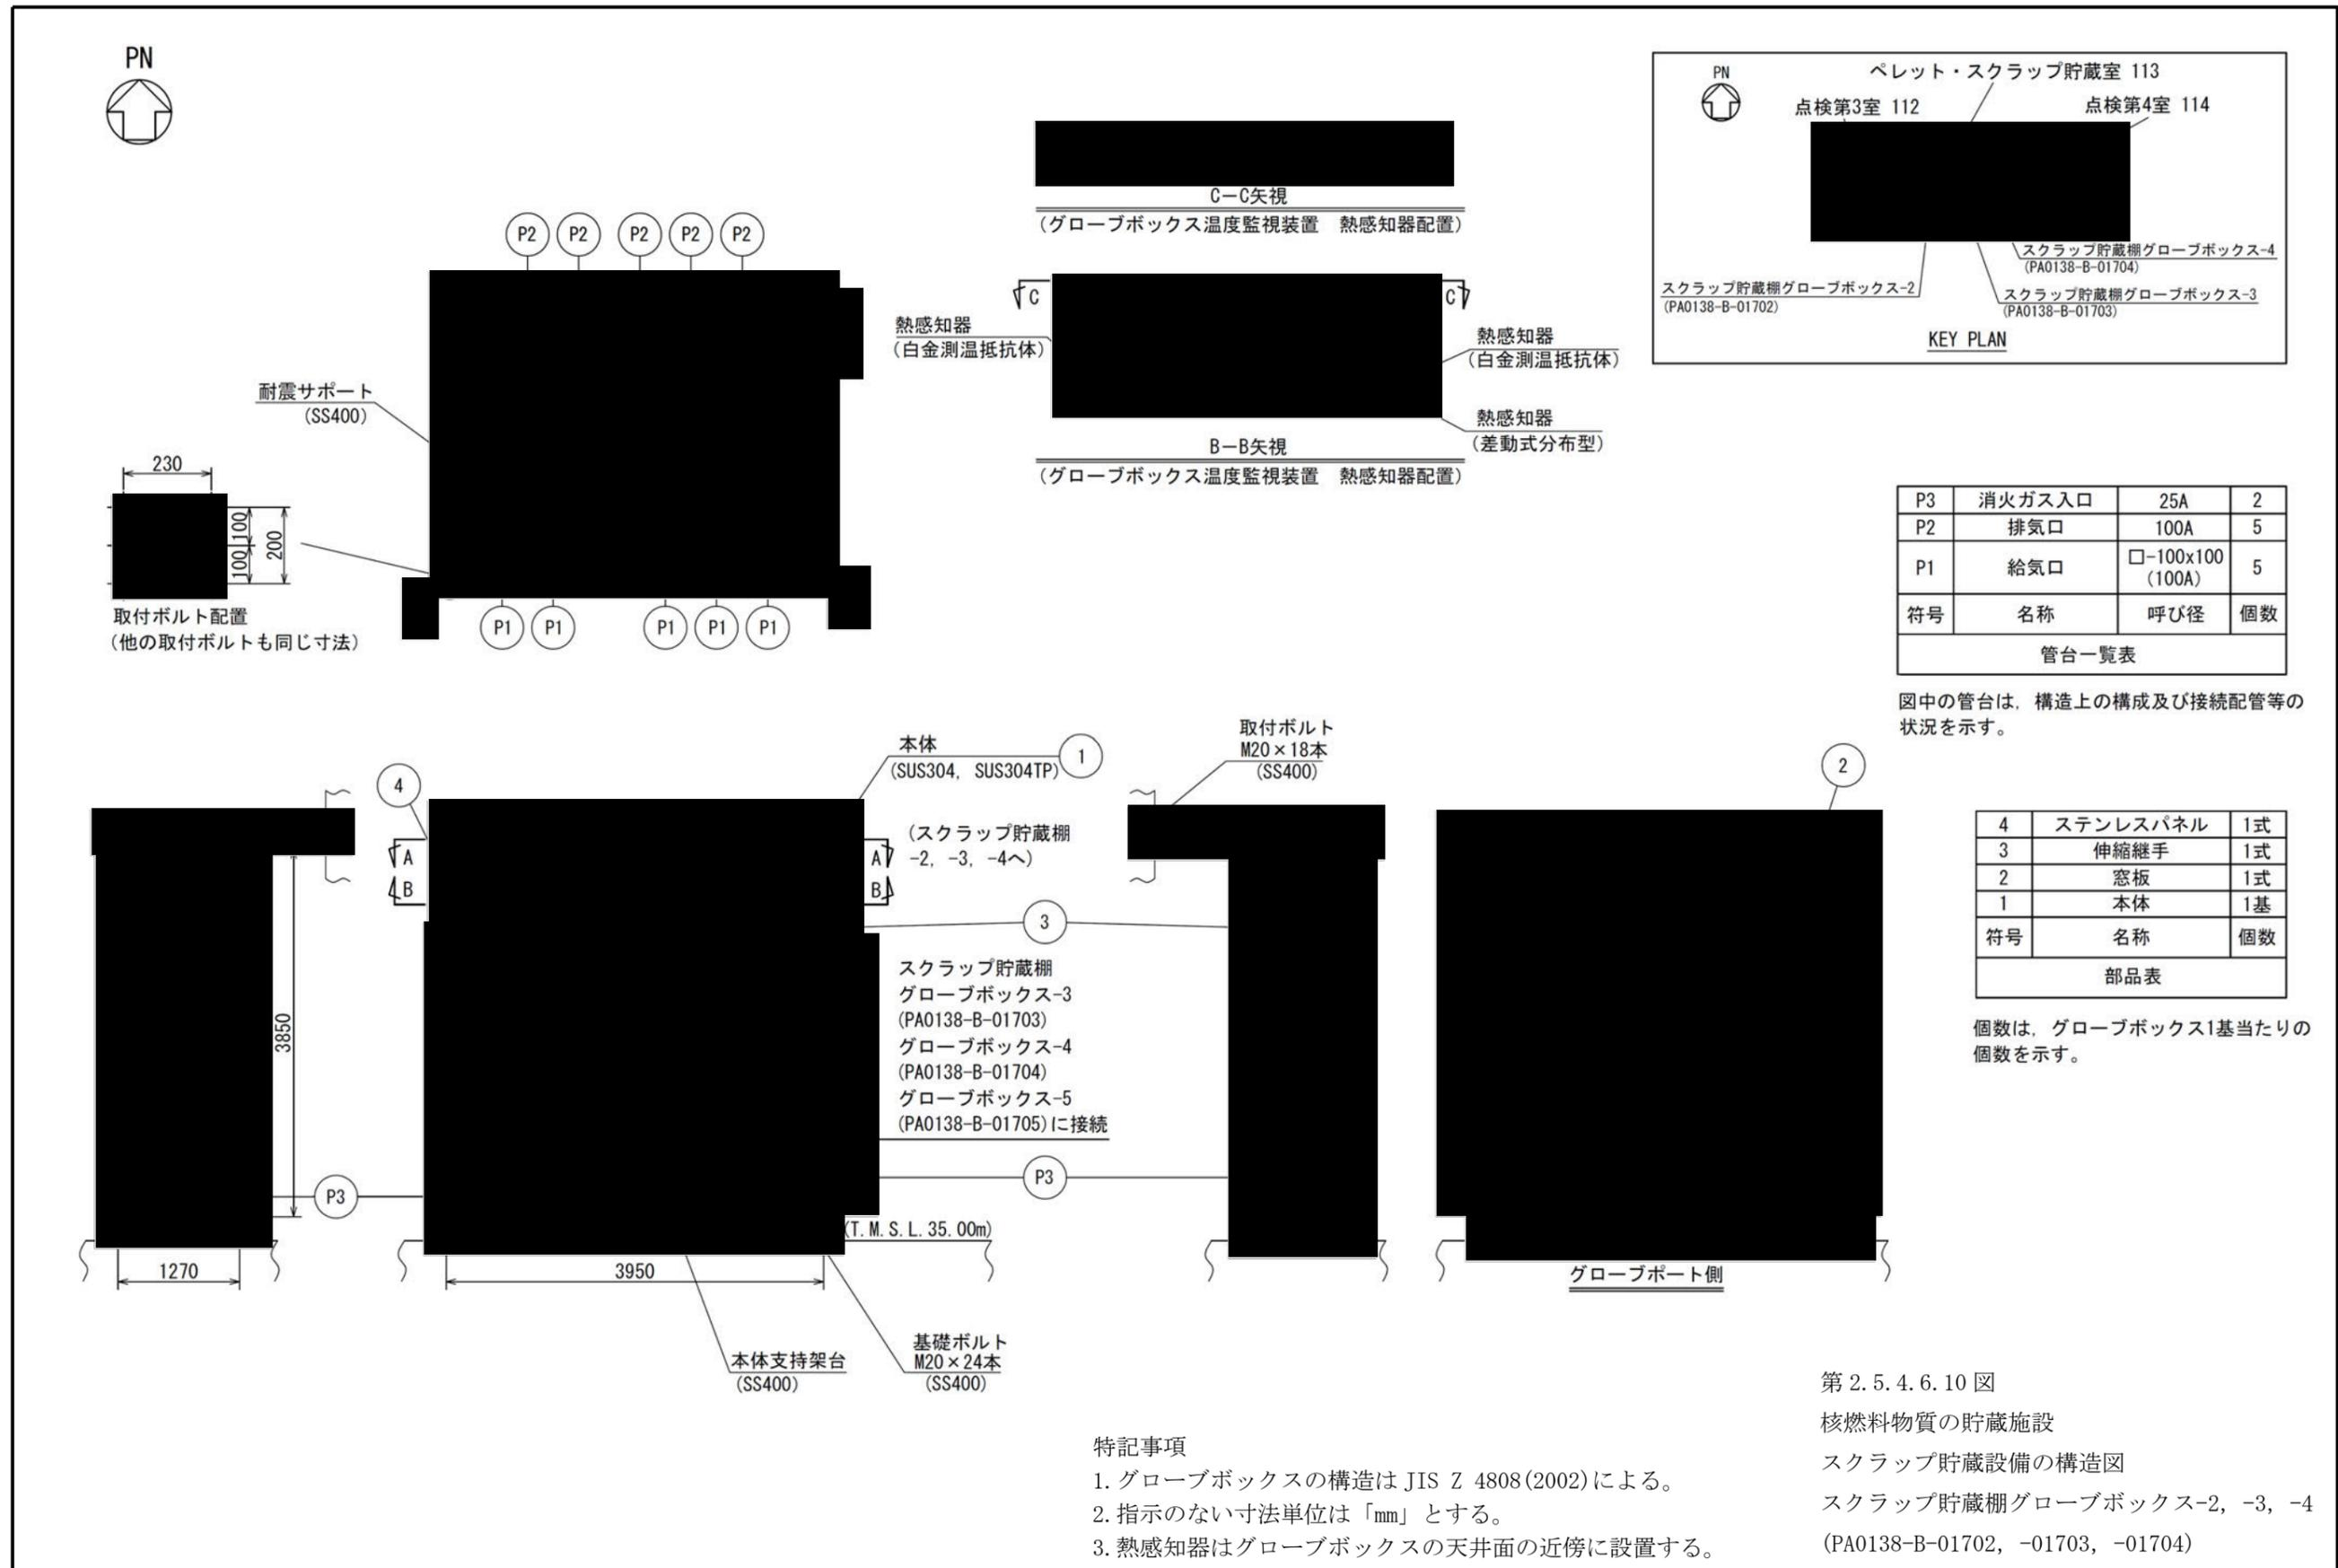 PN
P2 P2 P2 P2 P2
耐震サポート
(SS400)
230
100
100
200
取付ボルト配置
(他の取付ボルトも同じ寸法)
P1 P1 P1 P1 P1
C－C矢視
(グローブボックス温度監視装置　熱感知器配置)
C C
熱感知器
(白金測温抵抗体)
熱感知器
(白金測温抵抗体)
熱感知器
(差動式分布型)
B－B矢視
(グローブボックス温度監視装置　熱感知器配置)
PN
ペレット・スクラップ貯蔵室 113
点検第3室 112
点検第4室 114
スクラップ貯蔵棚グローブボックス-4
(PA0138-B-01704)
スクラップ貯蔵棚グローブボックス-2
(PA0138-B-01702)
スクラップ貯蔵棚グローブボックス-3
(PA0138-B-01703)
KEY PLAN
P3 消火ガス入口 25A 2
P2 排気口 100A 5
P1 給気口 □-100x100 5
(100A)
符号 名称 呼び径 個数
管台一覧表
図中の管台は，構造上の構成及び接続配管等の
状況を示す。
3850
P3
1270
4
A A
B B
本体
(SUS304, SUS304TP)
1
(スクラップ貯蔵棚
-2, -3, -4へ)
3
スクラップ貯蔵棚
グローブボックス-3
(PA0138-B-01703)
グローブボックス-4
(PA0138-B-01704)
グローブボックス-5
(PA0138-B-01705)に接続
P3
(T.M.S.L.35.00m)
3950
本体支持架台
(SS400)
基礎ボルト
M20×24本
(SS400)
取付ボルト
M20×18本
(SS400)
2
グローブポート側
4 ステンレスパネル 1式
3 伸縮継手 1式
2 窓板 1式
1 本体 1基
符号 名称 個数
部品表
個数は，グローブボックス1基当たりの
個数を示す。
特記事項
1.グローブボックスの構造は JIS Z 4808(2002)による。
2.指示のない寸法単位は「mm」とする。
3.熱感知器はグローブボックスの天井面の近傍に設置する。
第 2.5.4.6.10 図
核燃料物質の貯蔵施設
スクラップ貯蔵設備の構造図
スクラップ貯蔵棚グローブボックス-2, -3, -4
(PA0138-B-01702, -01703, -01704)